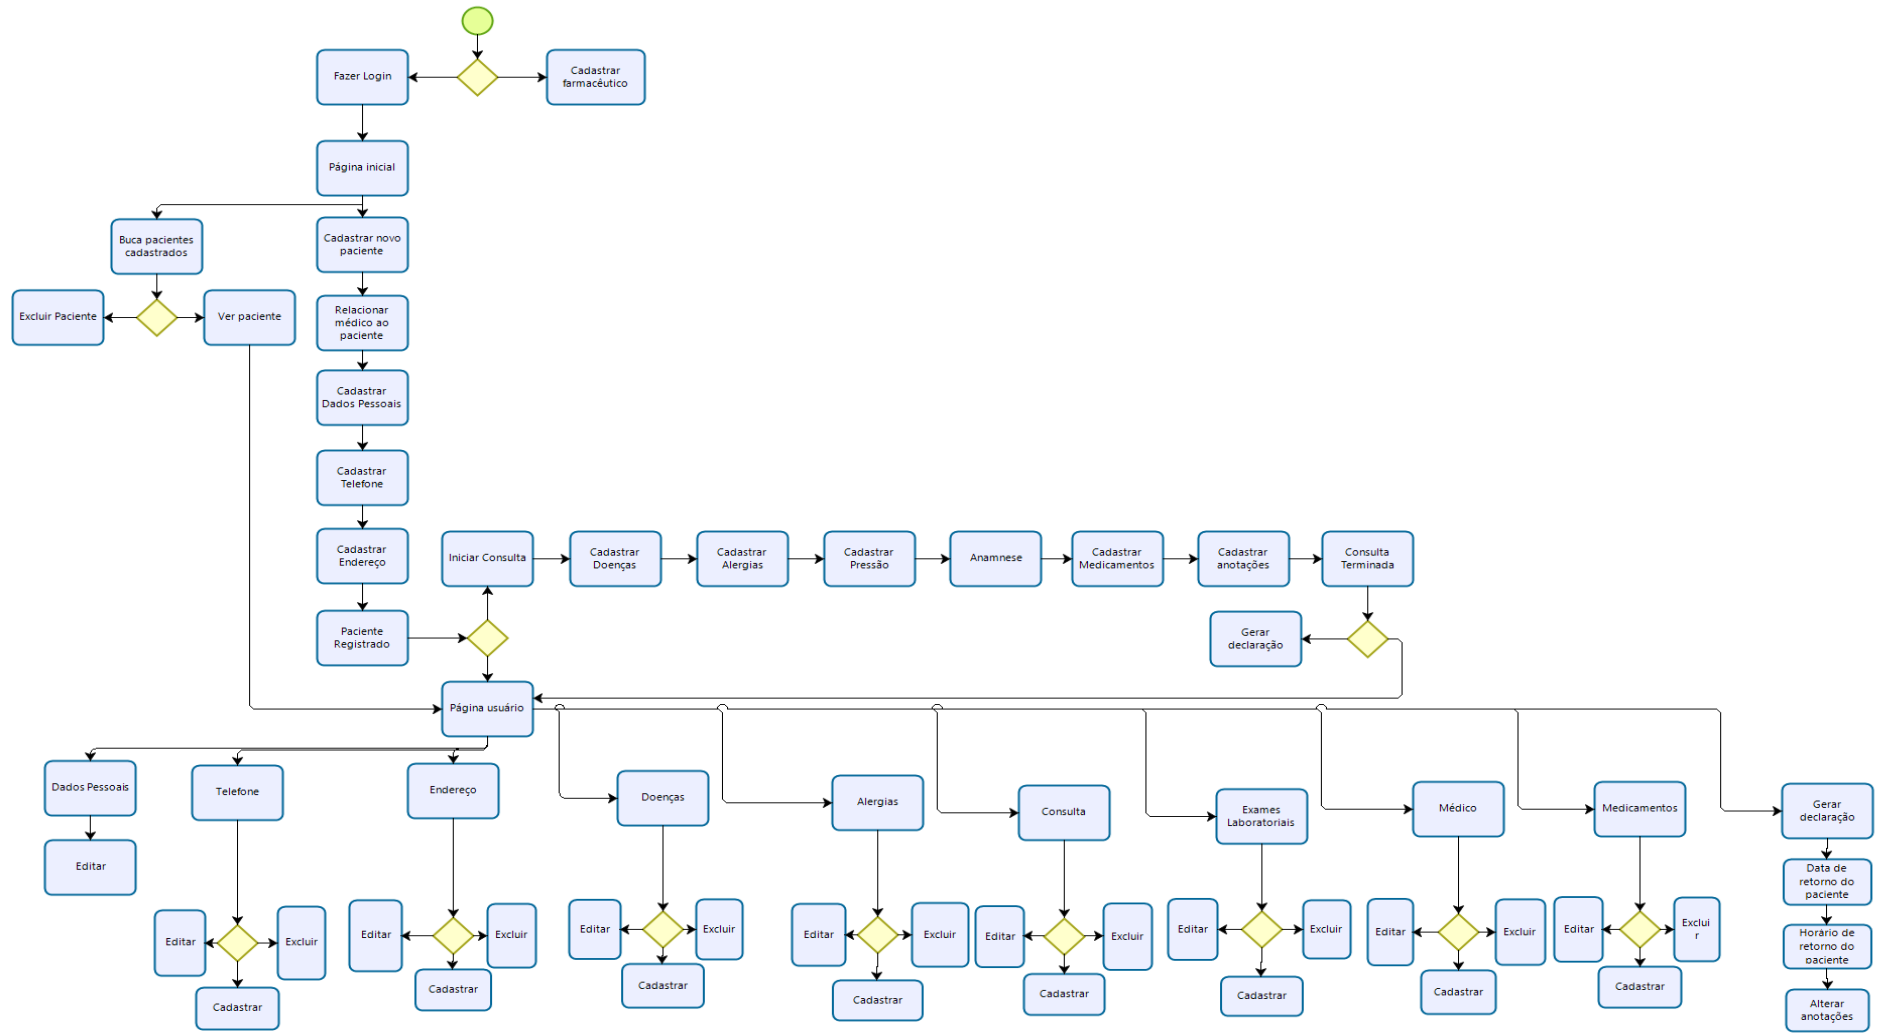 Fazer Login
Cadastrar
farmacêutico
Página inicial
Buca pacientes
cadastrados
Cadastrar novo
paciente
Excluir Paciente
Ver paciente
Relacionar
médico ao
paciente
Cadastrar
Dados Pessoais
Cadastrar
Telefone
Cadastrar
Endereço
Iniciar Consulta
Cadastrar
Doenças
Cadastrar
Alergias
Cadastrar
Pressão
Anamnese
Cadastrar
Medicamentos
Cadastrar
anotações
Consulta
Terminada
Paciente
Registrado
Gerar
declaração
Página usuário
Dados Pessoais
Telefone
Endereço
Doenças
Alergias
Consulta
Exames
Laboratoriais
Médico
Medicamentos
Gerar
declaração
Editar
Data de
retorno do
paciente
Horário de
retorno do
paciente
Alterar
anotações
Editar
Excluir
Cadastrar
Editar
Excluir
Cadastrar
Editar
Excluir
Cadastrar
Editar
Excluir
Cadastrar
Editar
Excluir
Cadastrar
Editar
Excluir
Cadastrar
Editar
Excluir
Cadastrar
Editar
Exclui
r
Cadastrar